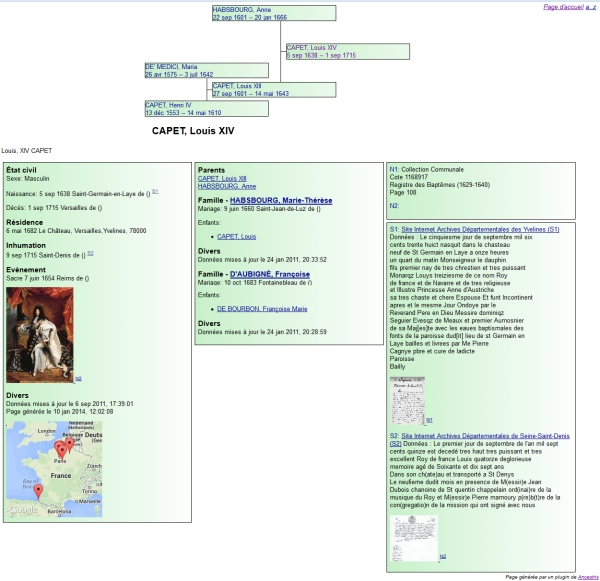 HABSBOURG, Anne
22 sep 1601 -- 20 jan 1666
Page d'accueil a..z
CAPET, Louis XIV
5 sep 1638 -- 1 sep 1715
DE' MEDICI, Maria
26 avr 1575 -- 3 juil 1642
CAPET, Louis XIII
27 sep 1601 -- 14 mai 1643
CAPET, Henri IV
13 déc 1553 -- 14 mai 1610
CAPET, Louis XIV
Louis, XIV CAPET
État civil
Sexe: Masculin
Naissance: 5 sep 1638 Saint-Germain-en-Laye de () S1
Décès: 1 sep 1715 Versailles de ()
Résidence
6 mai 1682 Le Château, Versailles,Yvelines, 78000
Inhumation
9 sep 1715 Saint-Denis de () S2
Evénement
Sacre 7 juin 1654 Reims de ()
N2
Divers
Données mises à jour le 6 sep 2011, 17:39:01
Page générée le 10 jan 2014, 12:02:08
London
Nederland
Belgique Deuts
Paris
France
Zürich
Torino
Bay of
Marseille
Barcelona
Google
Parents
CAPET, Louis XIII
HABSBOURG, Anne
Famille - HABSBOURG, Marie-Thérèse
Mariage: 9 juin 1660 Saint-Jean-de-Luz de ()
Enfants:
CAPET, Louis
Divers
Données mises à jour le 24 jan 2011, 20:33:52
Famille - D'AUBIGNÉ, Françoise
Mariage: 10 oct 1683 Fontainebleau de ()
Enfants:
DE BOURBON, Françoise Marie
Divers
Données mises à jour le 24 jan 2011, 20:28:59
N1: Collection Communale
Cote 1168917
Registre des Baptêmes (1629-1640)
Page 108
N2:
S1: Site Internet Archives Départementales des Yvelines (S1)
Données : Le cinquiesme jour de septembre mil six
cents trente huict nasquit dans le chasteau
neuf de St Germain en Laye a onze heures
un quart du matin Monseigneur le dauphin
fils premier nay de tres chrestien et tres puissant
Monarqz Louys treiziesme de ce nom Roy
de france et de Navarre et de tres religieuse
et Illustre Princesse Anne d'Austriche
sa tres chaste et chere Espouse Et funt Incontinent
apres et le mesme Jour Ondoye par le
Reverand Pere en Dieu Messire dominiqz
Seguier Evesqz de Meaux et premier Aumosnier
de sa Maj[es]te avec les eaues baptismales des
fonts de la paroisse dud[it] lieu de st Germain en
Laye bailles et livrees par Me Pierre
Cagnye pbre et cure de ladicte
Paroisse
Bailly
N1
S2: Site Internet Archives Départementales de Seine-Saint-Denis
(S2) Données : Le premier jour de septembre de l'an mil sept
cents quinze est decedé tres haut tres puissant et tres
excellent Roy de france Louis quatorze deglorieuse
memoire agé de Soixante et dix sept ans
Dans son ch(ate)au et transporté a St Denys
Le neufieme dudit mois en presence de M(essi)re Jean
Dubois chanoine de St quentin chappelain ord(inai)re de la
musique du Roy et M(essi)re Pierre mamoury p(re)b(t)re de la
con(gregatio)n de la mission qui ont signé avec nous
N2
Page générée par un plugin de Ancestris